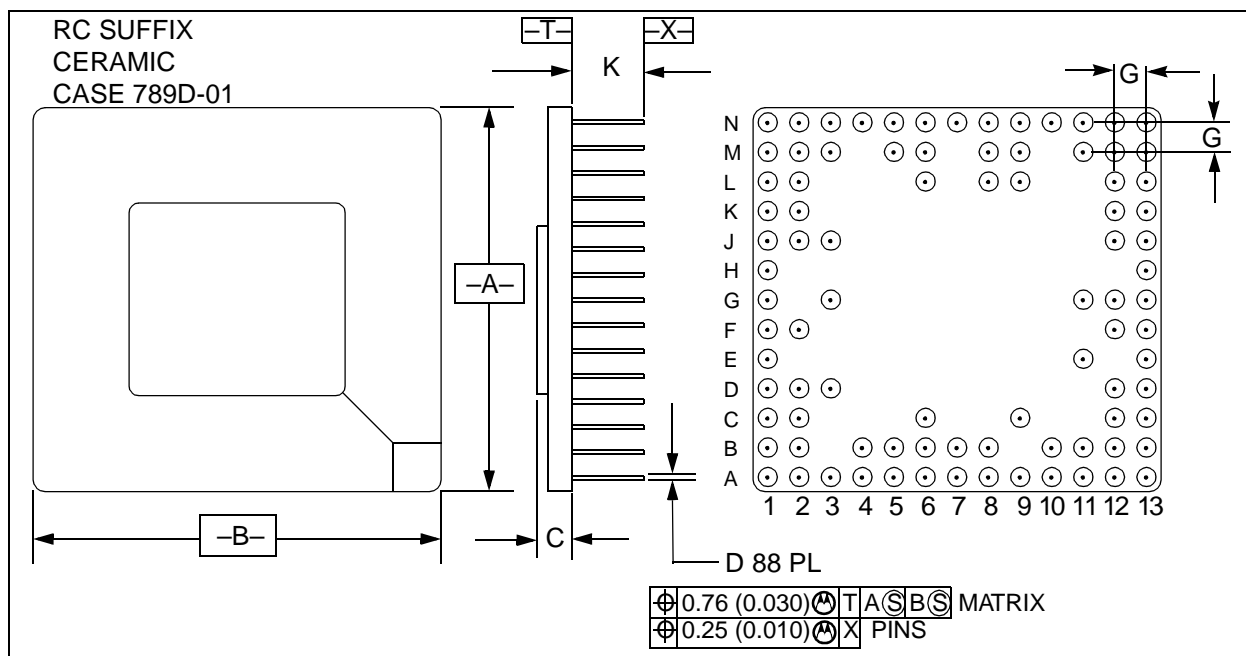 RC SUFFIX
CERAMIC
CASE 789D-01
–T–
K
–X–
G
G
–A–
–B–
C
N
M
L
K
J
H
G
F
E
D
C
B
A
1 2 3 4 5 6 7 8 9 10 11 12 13
D 88 PL
⌖ 0.76 (0.030) Ⓜ T A Ⓢ B Ⓢ MATRIX
⌖ 0.25 (0.010) Ⓜ X PINS